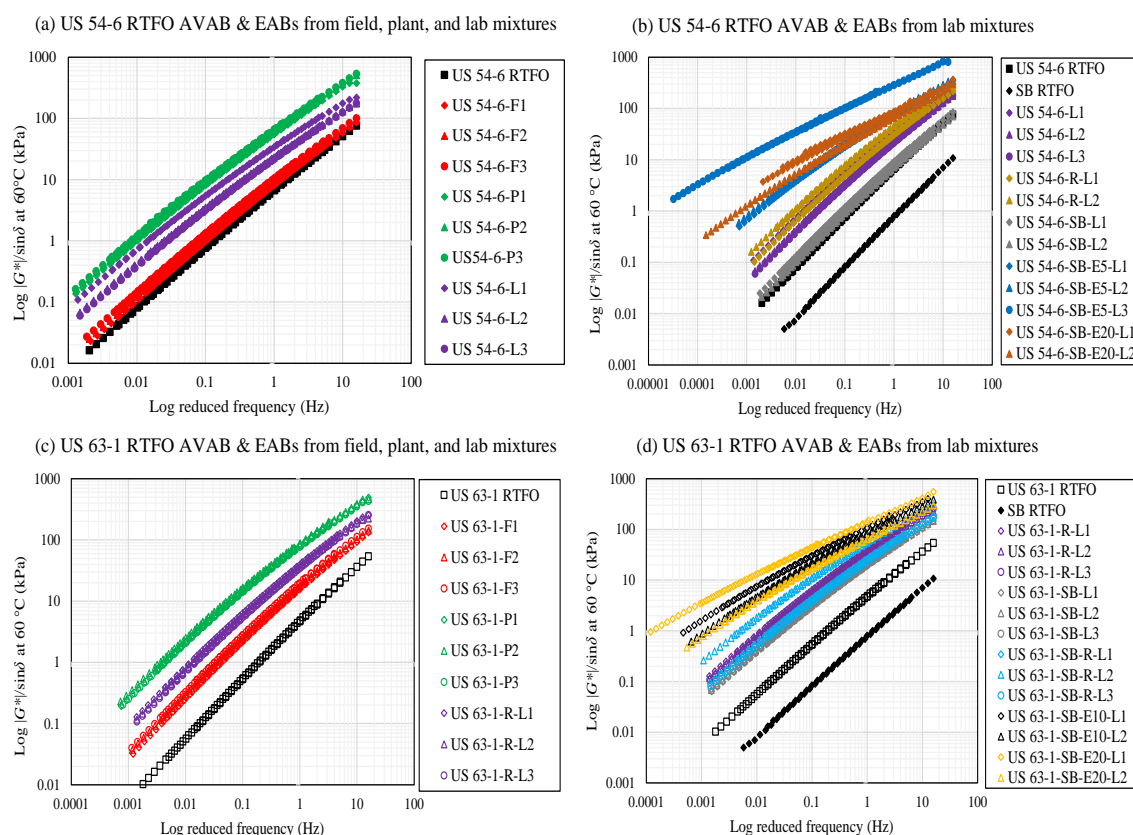 (a) US 54-6 RTFO AVAB & EABs from field, plant, and lab mixtures
Log |G*|/sinδ at 60°C (kPa)
1000
100
10
1
0.1
0.01
0.001
0.01
0.1
1
10
100
Log reduced frequency (Hz)
US 54-6 RTFO
US 54-6-F1
US 54-6-F2
US 54-6-F3
US 54-6-P1
US 54-6-P2
US54-6-P3
US 54-6-L1
US 54-6-L2
US 54-6-L3
(b) US 54-6 RTFO AVAB & EABs from lab mixtures
Log |G*|/sinδ at 60 °C (kPa)
1000
100
10
1
0.1
0.01
0.001
0.00001
0.0001
0.001
0.01
0.1
1
10
100
Log reduced frequency (Hz)
US 54-6 RTFO
SB RTFO
US 54-6-L1
US 54-6-L2
US 54-6-L3
US 54-6-R-L1
US 54-6-R-L2
US 54-6-SB-L1
US 54-6-SB-L2
US 54-6-SB-E5-L1
US 54-6-SB-E5-L2
US 54-6-SB-E5-L3
US 54-6-SB-E20-L1
US 54-6-SB-E20-L2
(c) US 63-1 RTFO AVAB & EABs from field, plant, and lab mixtures
Log |G*|/sinδ at 60 °C (kPa)
1000
100
10
1
0.1
0.01
0.0001
0.001
0.01
0.1
1
10
100
Log reduced frequency (Hz)
US 63-1 RTFO
US 63-1-F1
US 63-1-F2
US 63-1-F3
US 63-1-P1
US 63-1-P2
US 63-1-P3
US 63-1-R-L1
US 63-1-R-L2
US 63-1-R-L3
(d) US 63-1 RTFO AVAB & EABs from lab mixtures
Log |G*|/sinδ at 60 °C (kPa)
1000
100
10
1
0.1
0.01
0.001
0.0001
0.001
0.01
0.1
1
10
100
Log reduced frequency (Hz)
US 63-1 RTFO
SB RTFO
US 63-1-R-L1
US 63-1-R-L2
US 63-1-R-L3
US 63-1-SB-L1
US 63-1-SB-L2
US 63-1-SB-L3
US 63-1-SB-R-L1
US 63-1-SB-R-L2
US 63-1-SB-R-L3
US 63-1-SB-E10-L1
US 63-1-SB-E10-L2
US 63-1-SB-E20-L1
US 63-1-SB-E20-L2